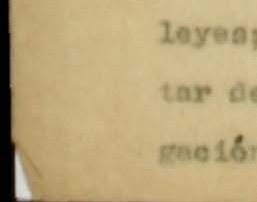 leyes;
tar de
gación